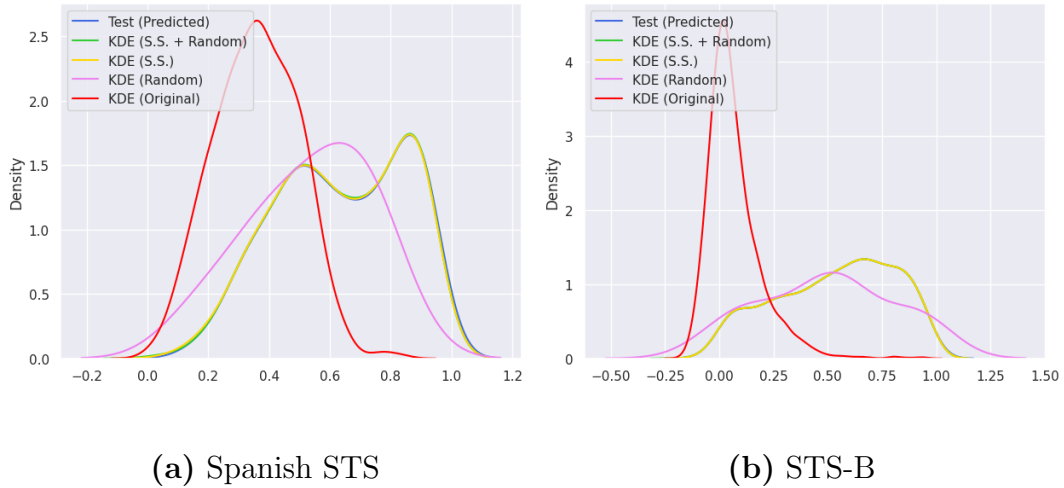 Test (Predicted)
KDE (S.S. + Random)
KDE (S.S.)
KDE (Random)
KDE (Original)
Density
2.5
2.0
1.5
1.0
0.5
0.0
−0.2 0.0 0.2 0.4 0.6 0.8 1.0 1.2
(a) Spanish STS
Test (Predicted)
KDE (S.S. + Random)
KDE (S.S.)
KDE (Random)
KDE (Original)
Density
4
3
2
1
0
−0.50 −0.25 0.00 0.25 0.50 0.75 1.00 1.25 1.50
(b) STS-B